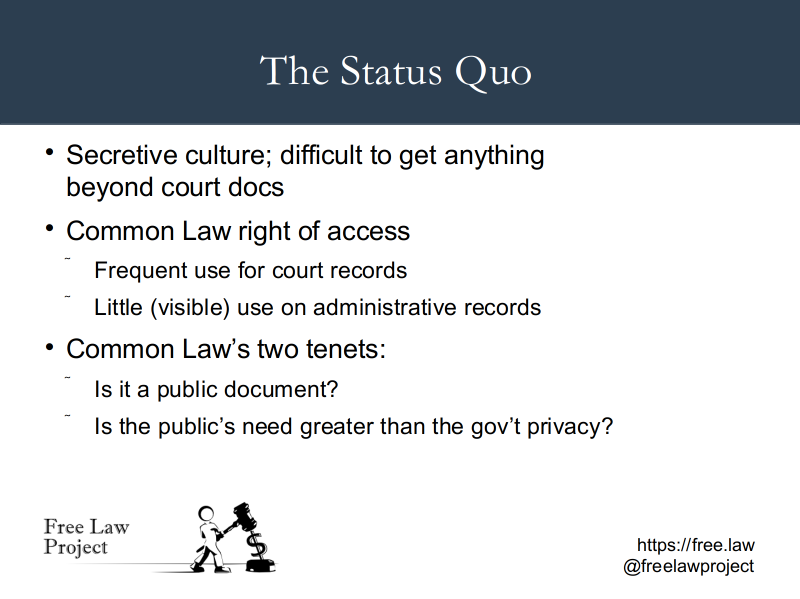 The Status Quo
• Secretive culture; difficult to get anything
beyond court docs
• Common Law right of access
~ Frequent use for court records
~ Little (visible) use on administrative records
• Common Law’s two tenets:
~ Is it a public document?
~ Is the public’s need greater than the gov’t privacy?
Free Law
Project
$
https://free.law
@freelawproject